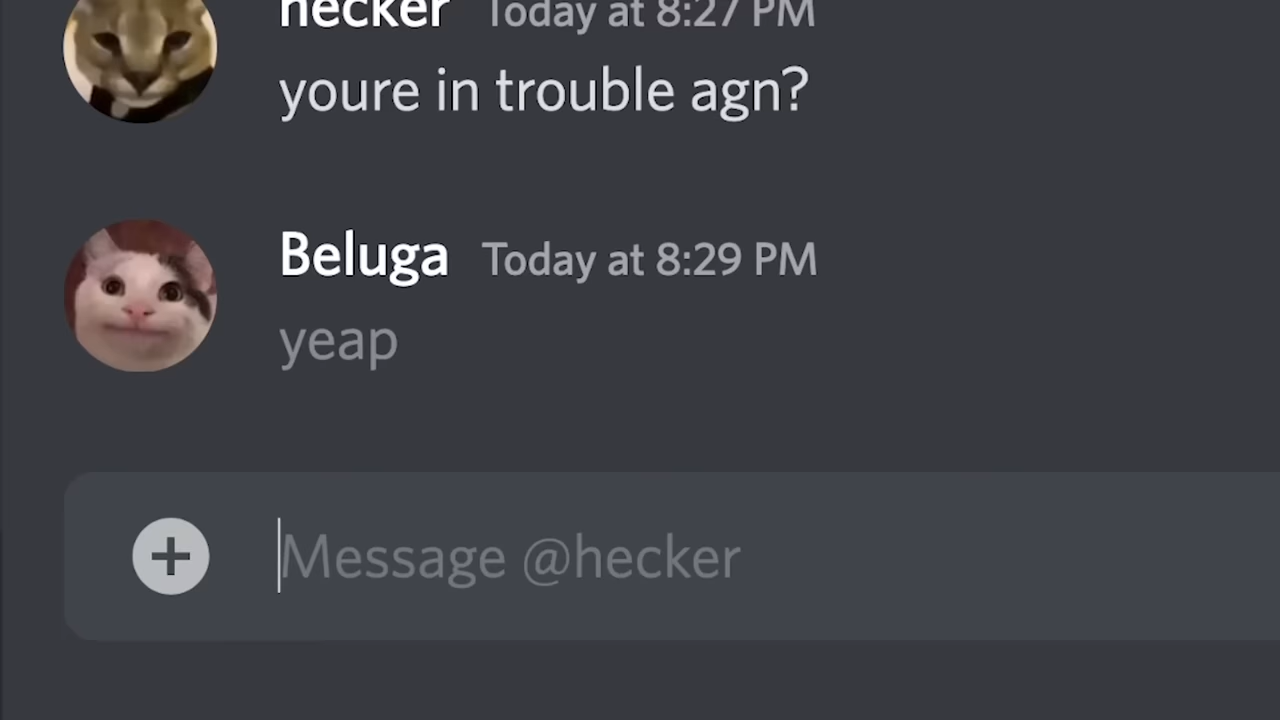 hecker Today at 8:27 PM
youre in trouble agn?
Beluga Today at 8:29 PM
yeap
Message @hecker